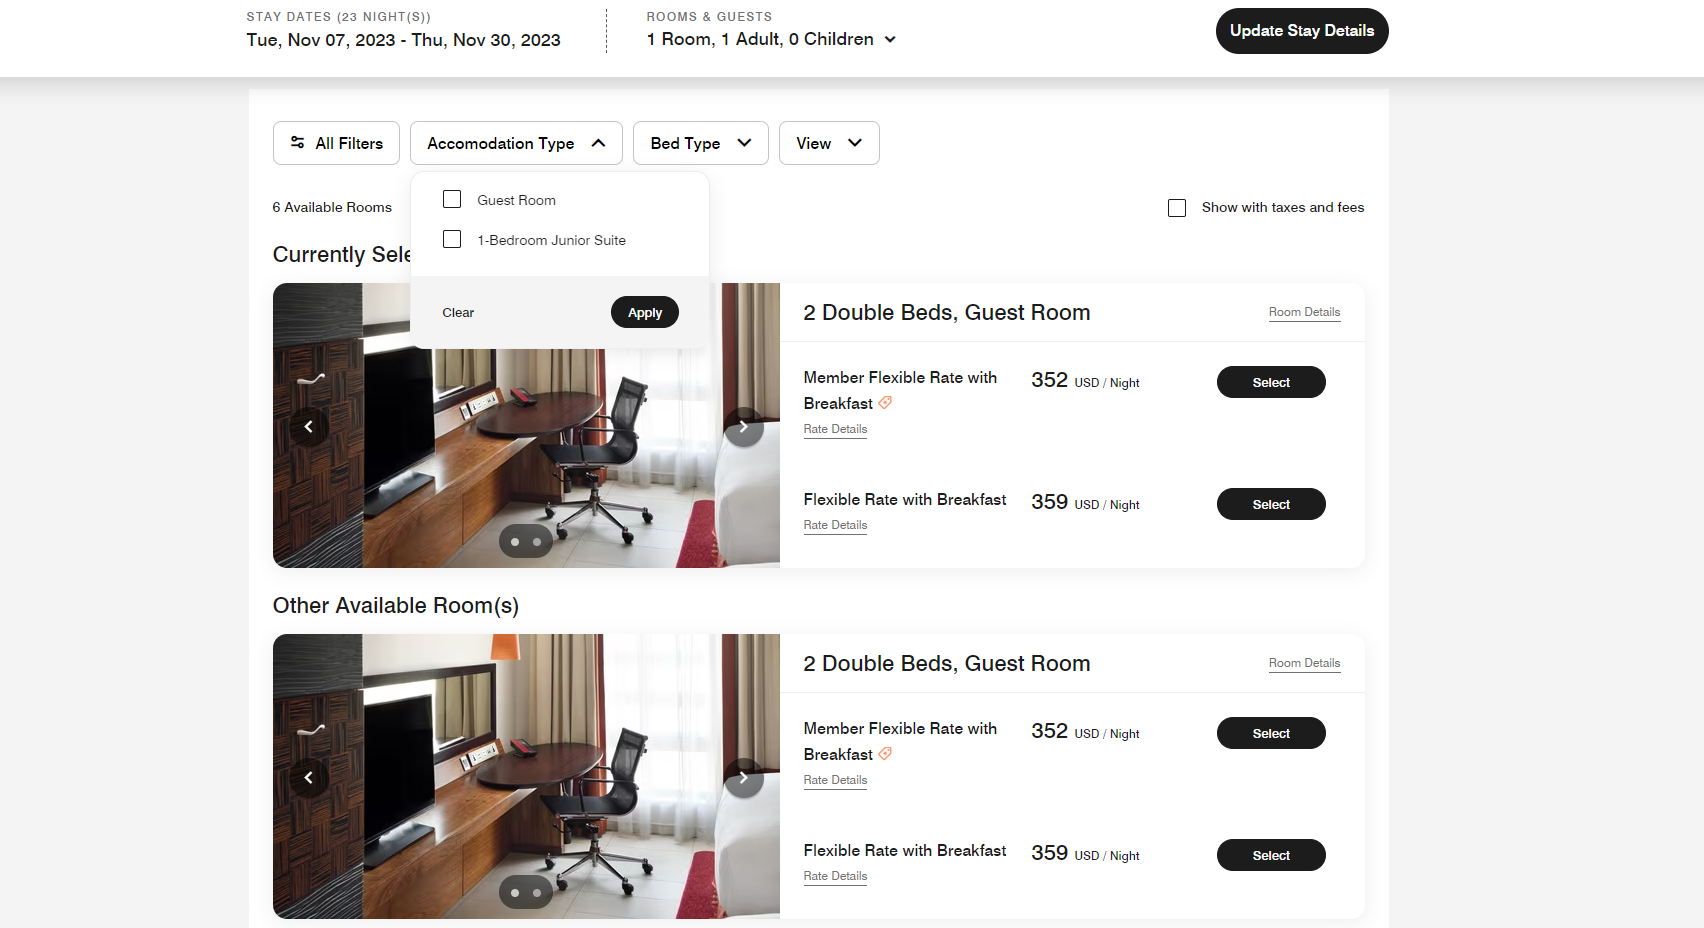 STAY DATES (23 NIGHT(S))
Tue, Nov 07, 2023 - Thu, Nov 30, 2023
ROOMS & GUESTS
1 Room, 1 Adult, 0 Children
Update Stay Details
All Filters
Accomodation Type
Bed Type
View
Guest Room
1-Bedroom Junior Suite
Clear
Apply
6 Available Rooms
Show with taxes and fees
Currently Sele
2 Double Beds, Guest Room
Room Details
Member Flexible Rate with
Breakfast
352 USD / Night
Select
Rate Details
Flexible Rate with Breakfast
359 USD / Night
Select
Rate Details
Other Available Room(s)
2 Double Beds, Guest Room
Room Details
Member Flexible Rate with
Breakfast
352 USD / Night
Select
Rate Details
Flexible Rate with Breakfast
359 USD / Night
Select
Rate Details